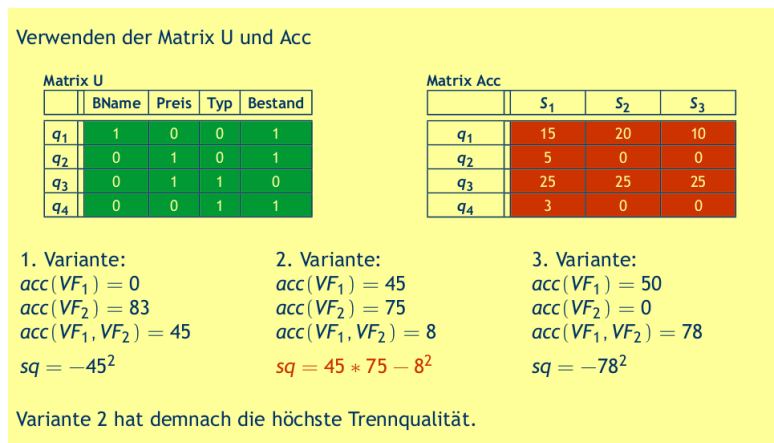 Verwenden der Matrix U und Acc
Matrix U
BName Preis Typ Bestand
q1 1 0 0 1
q2 0 1 0 1
q3 0 1 1 0
q4 0 0 1 1
Matrix Acc
S1 S2 S3
q1 15 20 10
q2 5 0 0
q3 25 25 25
q4 3 0 0
1. Variante:
acc(VF1) = 0
acc(VF2) = 83
acc(VF1, VF2) = 45
sq = −45²
2. Variante:
acc(VF1) = 45
acc(VF2) = 75
acc(VF1, VF2) = 8
sq = 45 ∗ 75 − 8²
3. Variante:
acc(VF1) = 50
acc(VF2) = 0
acc(VF1, VF2) = 78
sq = −78²
Variante 2 hat demnach die höchste Trennqualität.